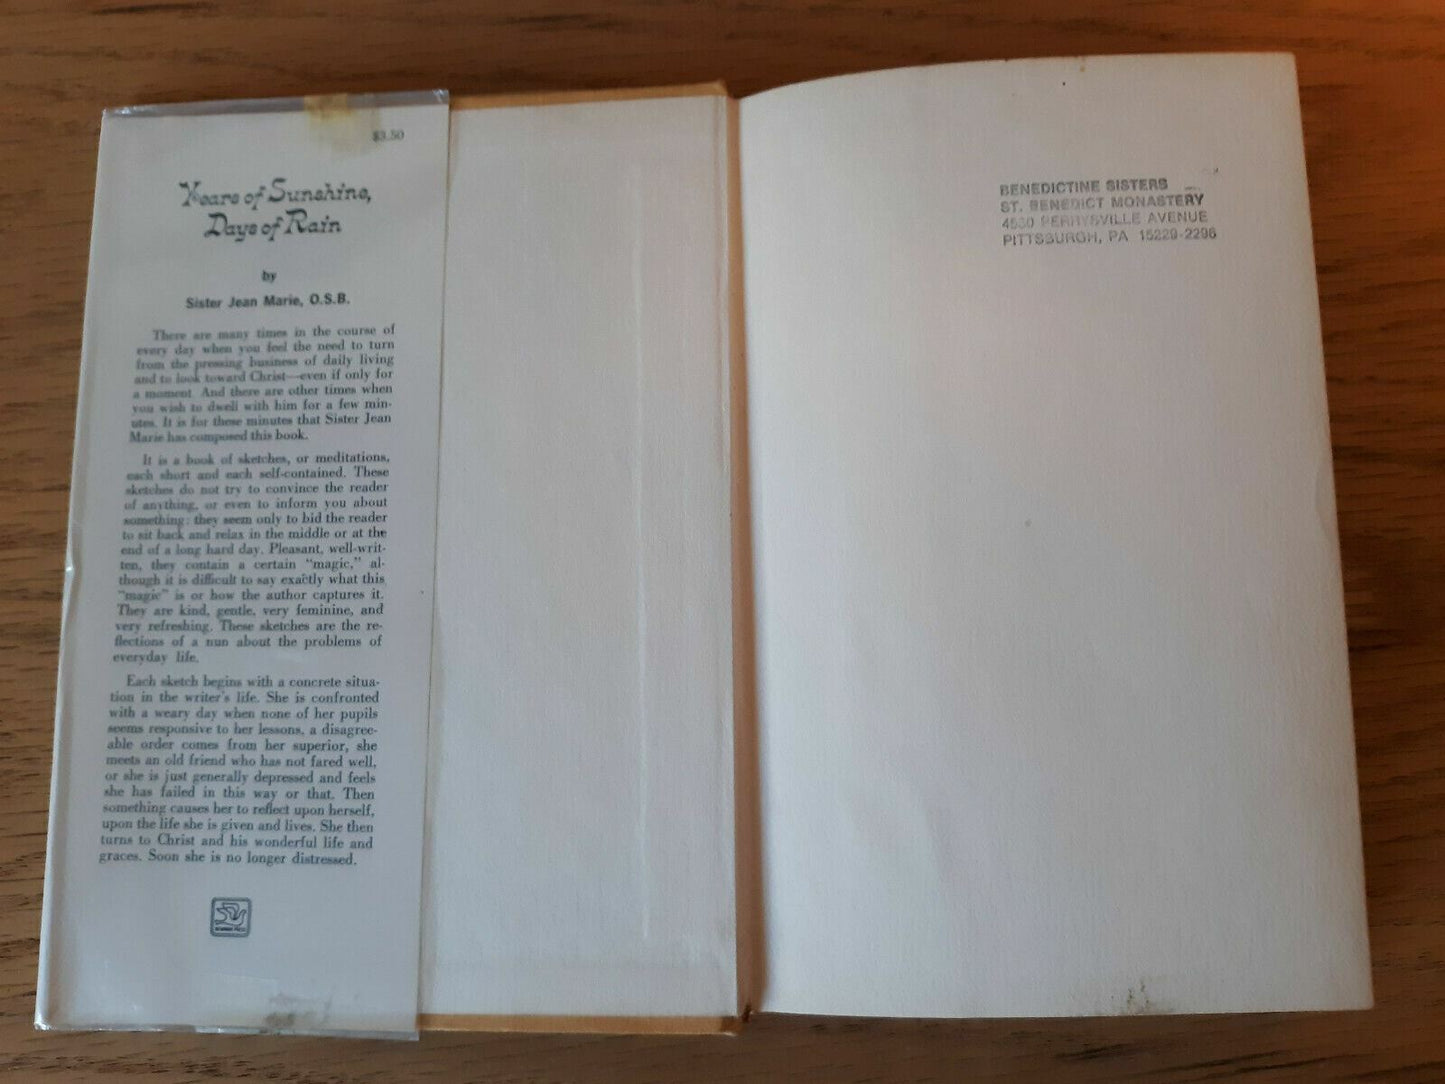 $3.50
Years of Sunshine,
Days of Rain
by
Sister Jean Marie, O.S.B.
There are many times in the course of
every day when you feel the need to turn
from the pressing business of daily living
and to look toward Christ—even if only for
a moment. And there are other times when
you wish to dwell with him for a few min-
utes. It is for these minutes that Sister Jean
Marie has composed this book.
It is a book of sketches, or meditations,
each short and each self-contained. These
sketches do not try to convince the reader
of anything, or even to inform you about
something: they seem only to bid the reader
to sit back and relax in the middle or at the
end of a long hard day. Pleasant, well-writ-
ten, they contain a certain “magic,” al-
though it is difficult to say exactly what this
“magic” is or how the author captures it.
They are kind, gentle, very feminine, and
very refreshing. These sketches are the re-
flections of a nun about the problems of
everyday life.
Each sketch begins with a concrete situa-
tion in the writer's life. She is confronted
with a weary day when none of her pupils
seems responsive to her lessons, a disagree-
able order comes from her superior, she
meets an old friend who has not fared well,
or she is just generally depressed and feels
she has failed in this way or that. Then
something causes her to reflect upon herself,
upon the life she is given and lives. She then
turns to Christ and his wonderful life and
graces. Soon she is no longer distressed.
NEWMAN PRESS
BENEDICTINE SISTERS
ST. BENEDICT MONASTERY
4530 PERRYSVILLE AVENUE
PITTSBURGH, PA 15229-2296